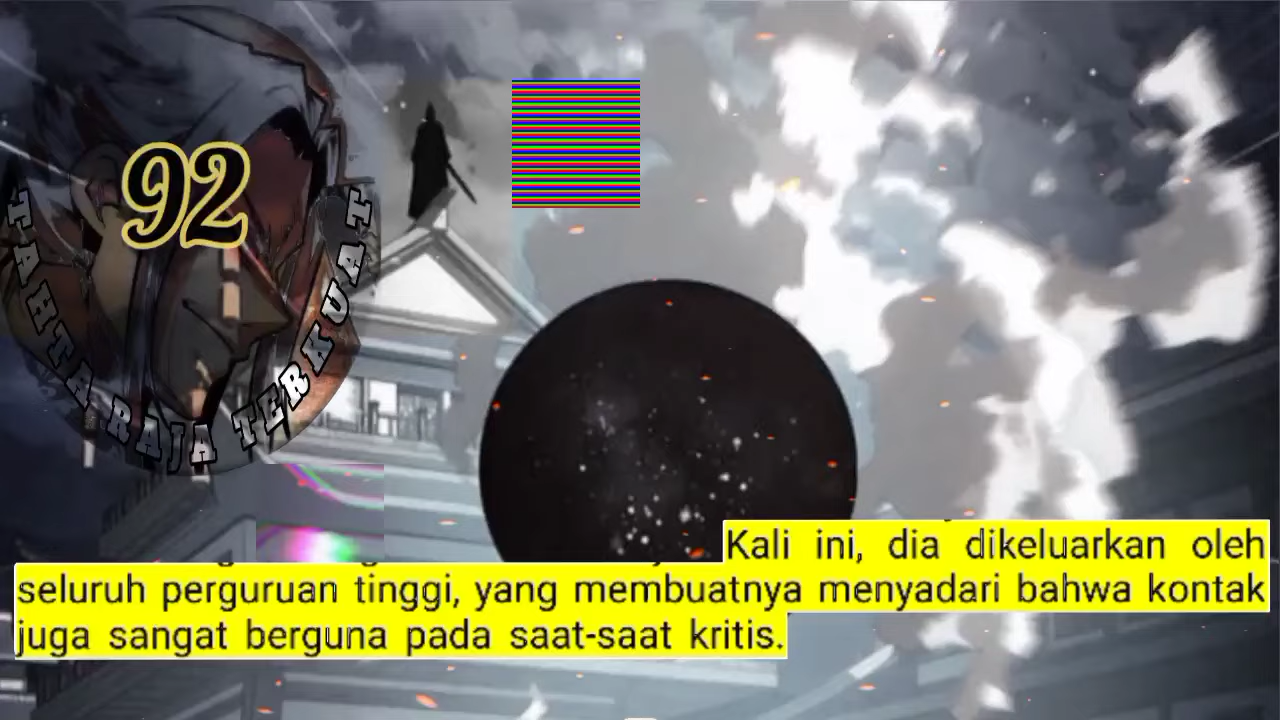 92
TAHTA RAJA TERKUAT
Kali ini, dia dikeluarkan oleh
seluruh perguruan tinggi, yang membuatnya menyadari bahwa kontak
juga sangat berguna pada saat-saat kritis.